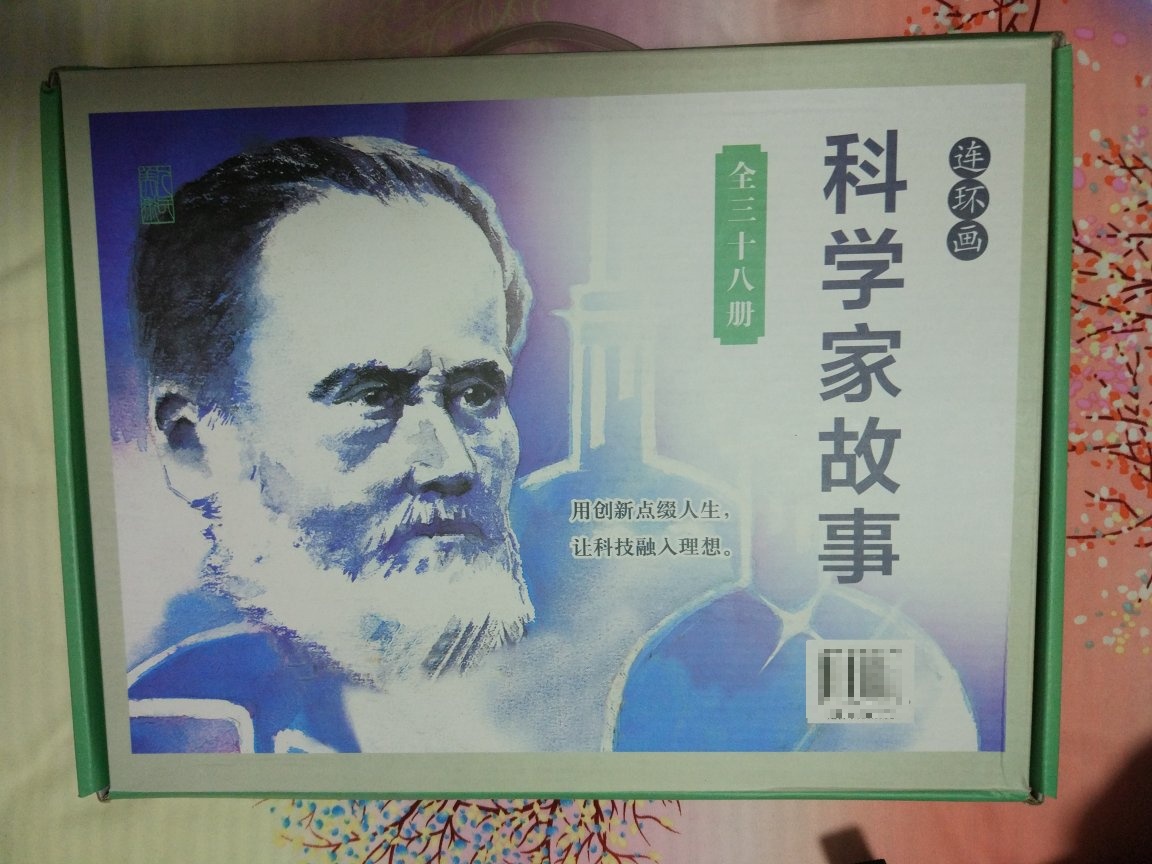 连环画
科学家故事
全三十八册
用创新点缀人生，
让科技融入理想。